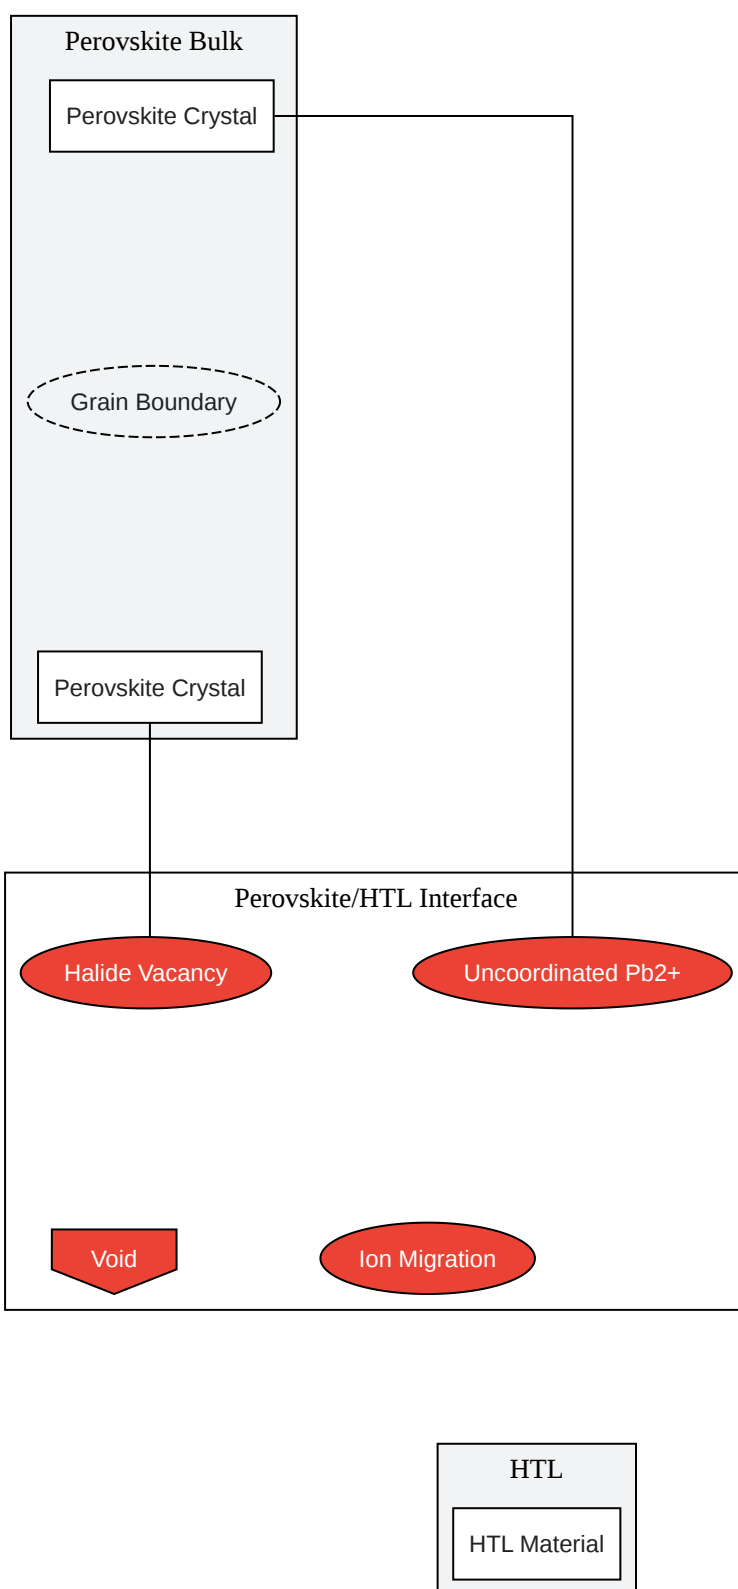 Perovskite Bulk
Perovskite Crystal
Grain Boundary
Perovskite Crystal
Perovskite/HTL Interface
Halide Vacancy
Uncoordinated Pb2+
Void
Ion Migration
HTL
HTL Material